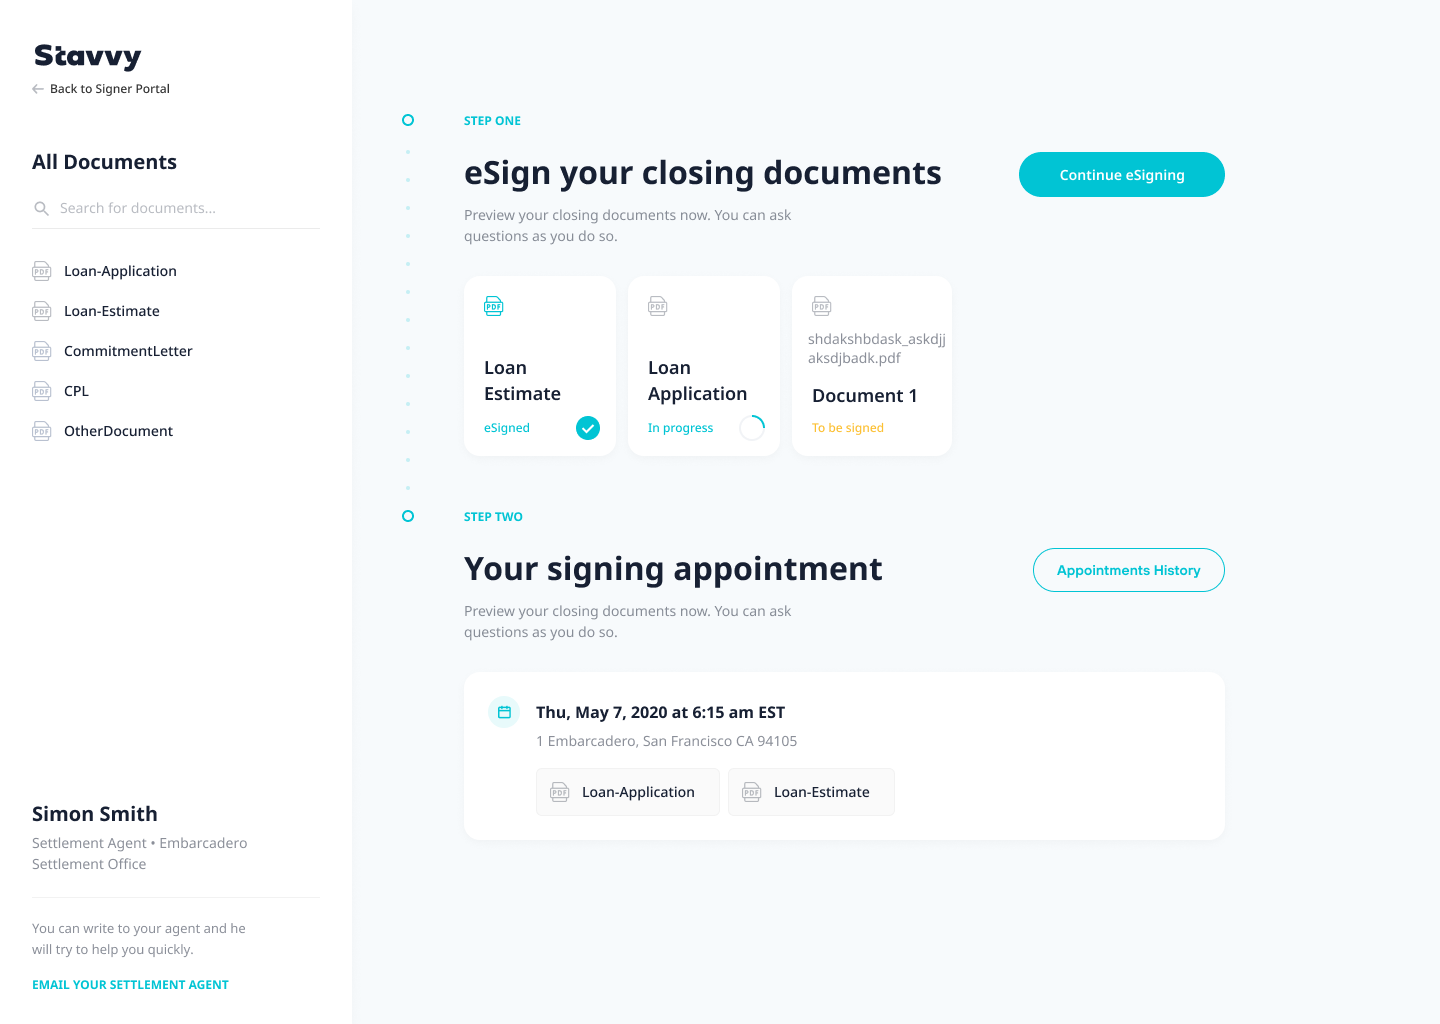 Stavvy
Back to Signer Portal
All Documents
Search for documents...
PDF Loan-Application
PDF Loan-Estimate
PDF CommitmentLetter
PDF CPL
PDF OtherDocument
Simon Smith
Settlement Agent • Embarcadero
Settlement Office
You can write to your agent and he
will try to help you quickly.
EMAIL YOUR SETTLEMENT AGENT
STEP ONE
eSign your closing documents
Continue eSigning
Preview your closing documents now. You can ask
questions as you do so.
PDF
Loan
Estimate
eSigned
PDF
Loan
Application
In progress
PDF
shdakshbdask_askdjj
aksdjbadk.pdf
Document 1
To be signed
STEP TWO
Your signing appointment
Appointments History
Preview your closing documents now. You can ask
questions as you do so.
Thu, May 7, 2020 at 6:15 am EST
1 Embarcadero, San Francisco CA 94105
PDF Loan-Application
PDF Loan-Estimate